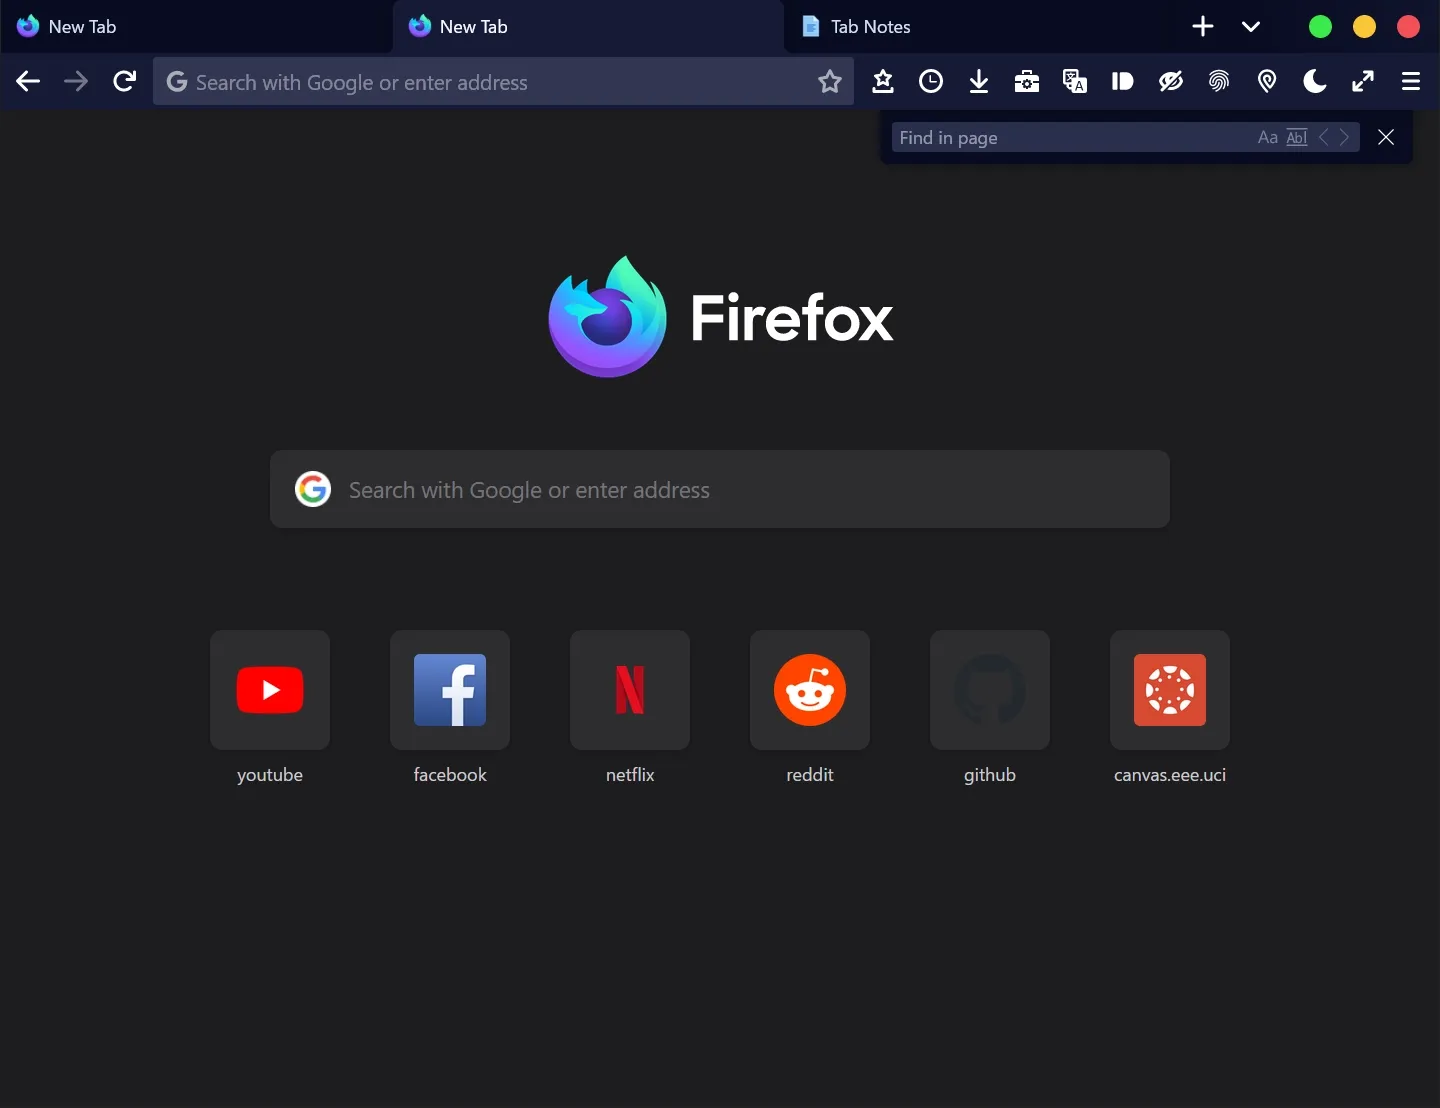 New Tab
New Tab
Tab Notes
Search with Google or enter address
Find in page
Aa
Abl
Firefox
Search with Google or enter address
youtube
facebook
netflix
reddit
github
canvas.eee.uci